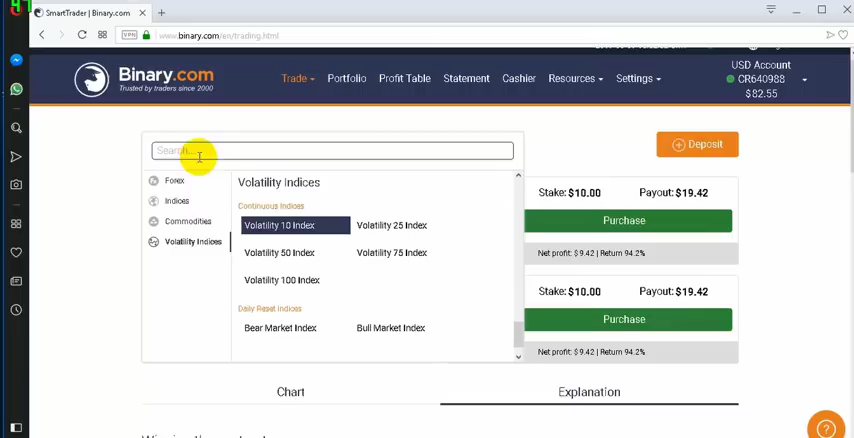 SmartTrader | Binary.com
VPN
www.binary.com/en/trading.html
Binary.com
Trusted by traders since 2000
Trade
Portfolio
Profit Table
Statement
Cashier
Resources
Settings
USD Account
CR640988
$82.55
Search...
Deposit
Forex
Indices
Commodities
Volatility Indices
Volatility Indices
Continuous Indices
Volatility 10 Index
Volatility 25 Index
Volatility 50 Index
Volatility 75 Index
Volatility 100 Index
Daily Reset Indices
Bear Market Index
Bull Market Index
Stake: $10.00
Payout: $19.42
Purchase
Net profit: $9.42 | Return 94.2%
Stake: $10.00
Payout: $19.42
Purchase
Net profit: $9.42 | Return 94.2%
Chart
Explanation